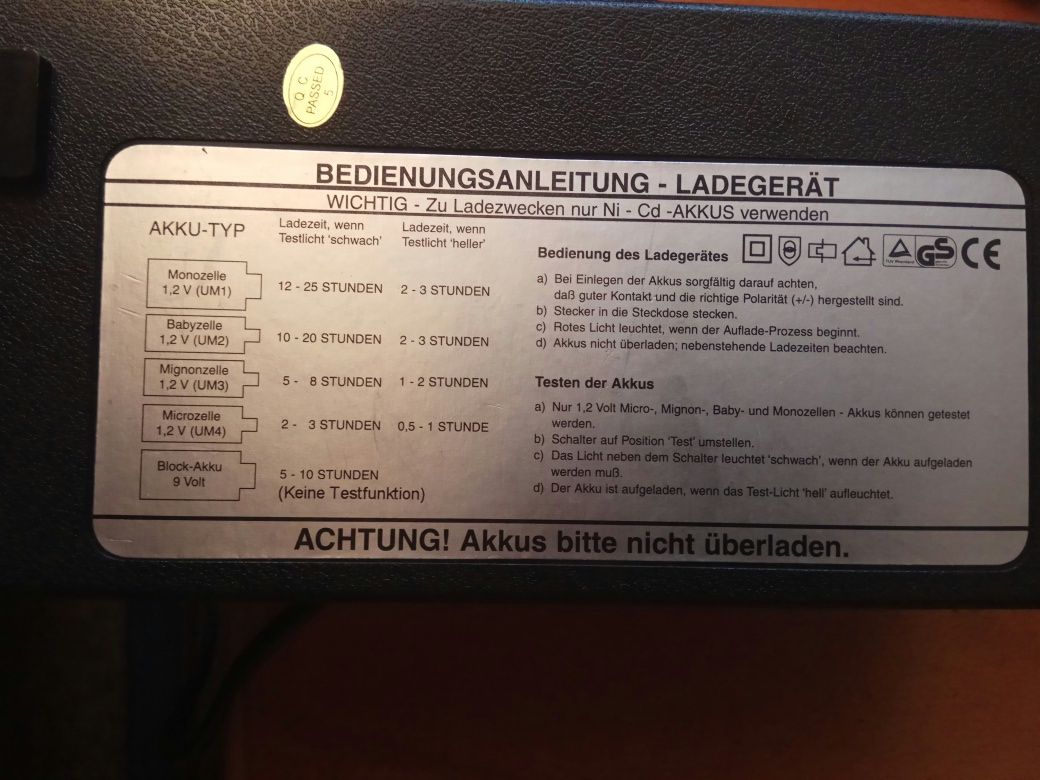 Q C
PASSED
5
BEDIENUNGSANLEITUNG - LADEGERÄT
WICHTIG - Zu Ladezwecken nur Ni - Cd -AKKUS verwenden
AKKU-TYP
Ladezeit, wenn
Testlicht 'schwach'
Ladezeit, wenn
Testlicht 'heller'
Monozelle
1,2 V (UM1)
12 - 25 STUNDEN
2 - 3 STUNDEN
Babyzelle
1,2 V (UM2)
10 - 20 STUNDEN
2 - 3 STUNDEN
Mignonzelle
1,2 V (UM3)
5 - 8 STUNDEN
1 - 2 STUNDEN
Microzelle
1,2 V (UM4)
2 - 3 STUNDEN
0,5 - 1 STUNDE
Block-Akku
9 Volt
5 - 10 STUNDEN
(Keine Testfunktion)
Bedienung des Ladegerätes
TÜV Rheinland
GS
CE
a) Bei Einlegen der Akkus sorgfältig darauf achten,
daß guter Kontakt und die richtige Polarität (+/-) hergestellt sind.
b) Stecker in die Steckdose stecken.
c) Rotes Licht leuchtet, wenn der Auflade-Prozess beginnt.
d) Akkus nicht überladen; nebenstehende Ladezeiten beachten.
Testen der Akkus
a) Nur 1,2 Volt Micro-, Mignon-, Baby- und Monozellen - Akkus können getestet
werden.
b) Schalter auf Position 'Test' umstellen.
c) Das Licht neben dem Schalter leuchtet 'schwach', wenn der Akku aufgeladen
werden muß.
d) Der Akku ist aufgeladen, wenn das Test-Licht 'hell' aufleuchtet.
ACHTUNG! Akkus bitte nicht überladen.